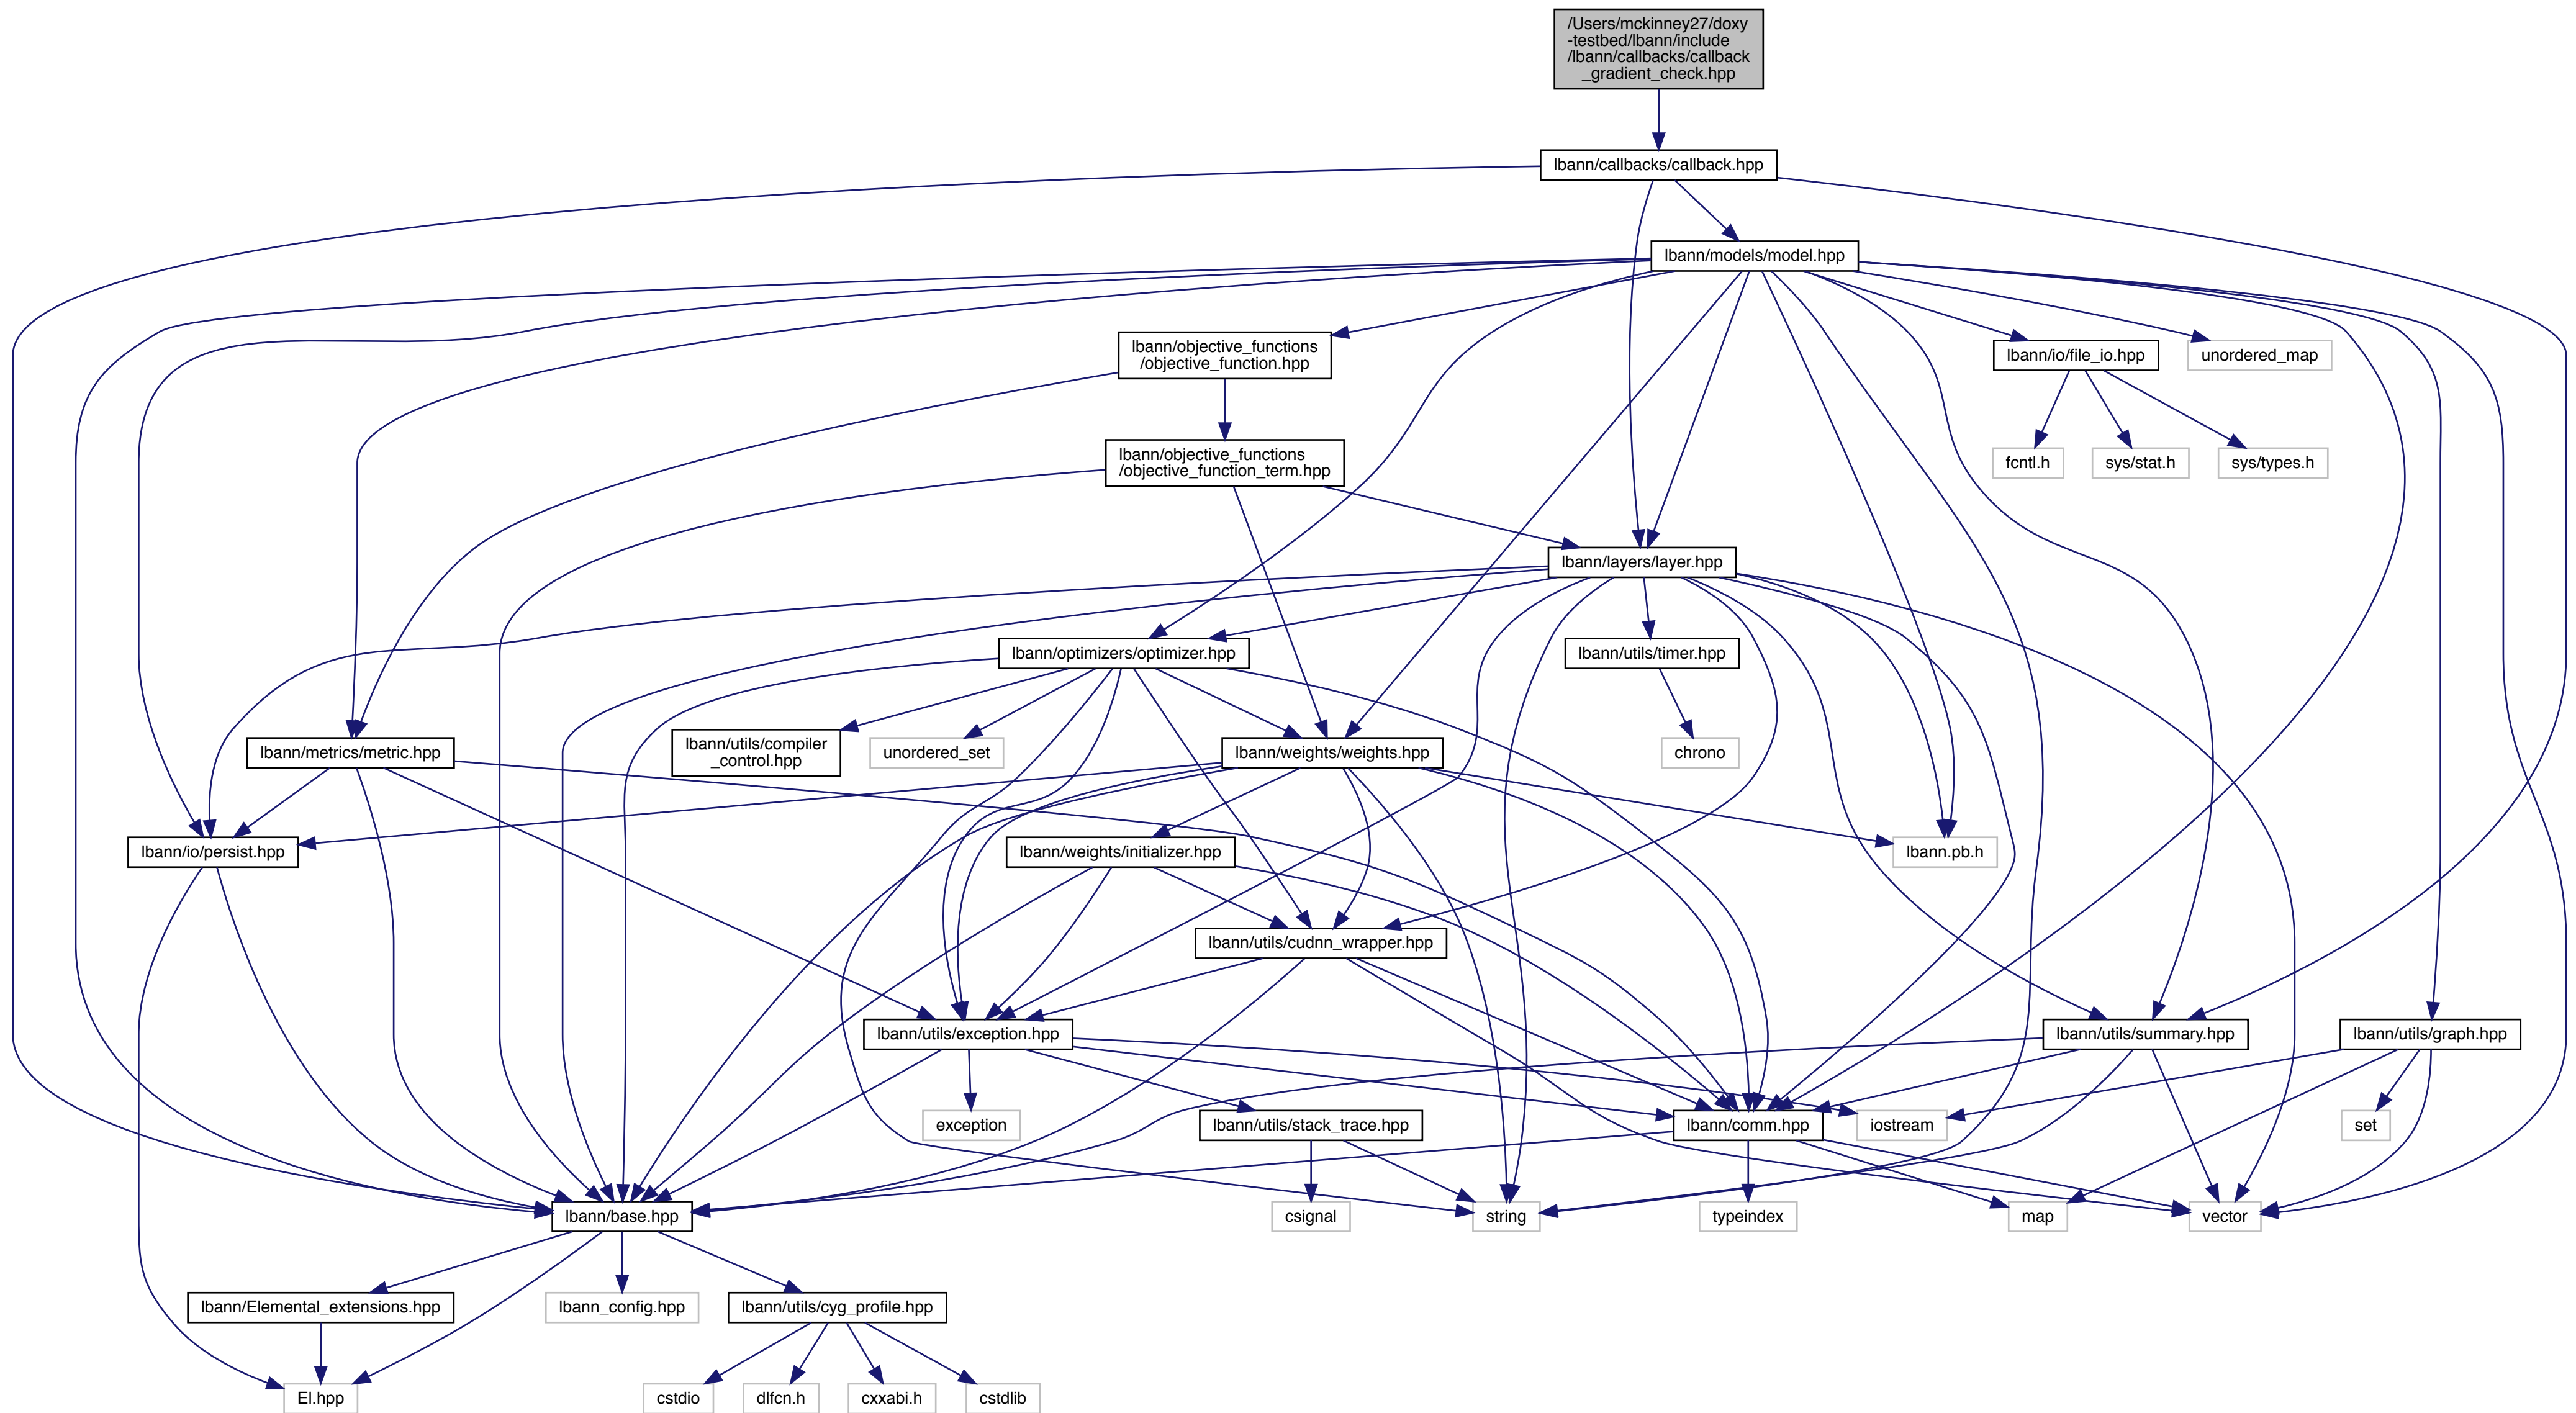 /Users/mckinney27/doxy
-testbed/lbann/include
/lbann/callbacks/callback
_gradient_check.hpp
lbann/callbacks/callback.hpp
lbann/models/model.hpp
lbann/objective_functions
/objective_function.hpp
lbann/io/file_io.hpp
unordered_map
lbann/objective_functions
/objective_function_term.hpp
fcntl.h
sys/stat.h
sys/types.h
lbann/layers/layer.hpp
lbann/optimizers/optimizer.hpp
lbann/utils/timer.hpp
lbann/metrics/metric.hpp
lbann/utils/compiler
_control.hpp
unordered_set
lbann/weights/weights.hpp
chrono
lbann/io/persist.hpp
lbann/weights/initializer.hpp
lbann.pb.h
lbann/utils/cudnn_wrapper.hpp
lbann/utils/exception.hpp
lbann/utils/summary.hpp
lbann/utils/graph.hpp
exception
lbann/utils/stack_trace.hpp
lbann/comm.hpp
iostream
set
lbann/base.hpp
csignal
string
typeindex
map
vector
lbann/Elemental_extensions.hpp
lbann_config.hpp
lbann/utils/cyg_profile.hpp
El.hpp
cstdio
dlfcn.h
cxxabi.h
cstdlib